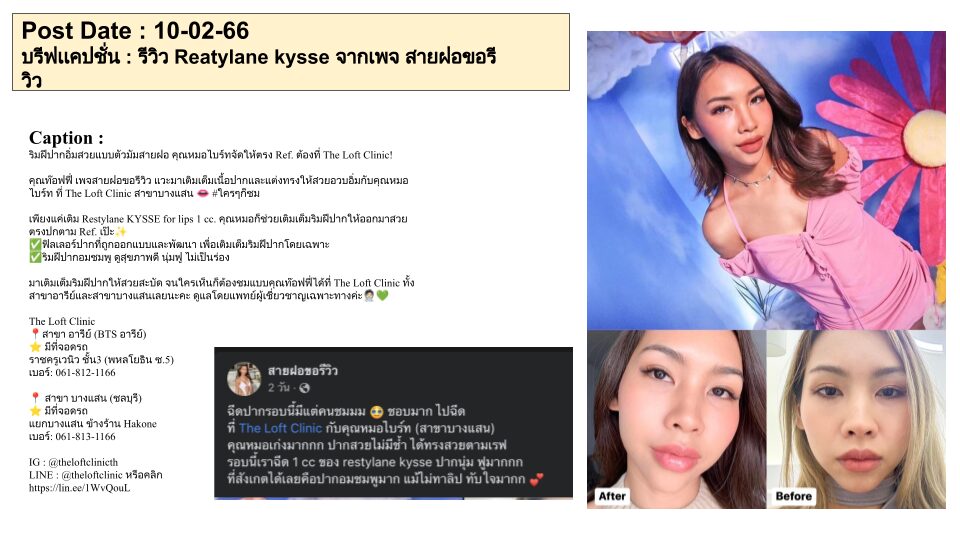 Post Date : 10-02-66
บรีฟแคปชั่น : รีวิว Reatylane kysse จากเพจ สายฝอขอรี
วิว
Caption :
ริมฝีปากอิ่มสวยแบบตัวมัมสายฝอ คุณหมอไบร์ทจัดให้ตรง Ref. ต้องที่ The Loft Clinic!
คุณท๊อฟฟี่ เพจสายฝอขอรีวิว แวะมาเติมเต็มเนื้อปากและแต่งทรงให้สวยอวบอิ่มกับคุณหมอ
ไบร์ท ที่ The Loft Clinic สาขาบางแสน 👄 #ใครๆก็ชม
เพียงแค่เติม Restylane KYSSE for lips 1 cc. คุณหมอก็ช่วยเติมเต็มริมฝีปากให้ออกมาสวย
ตรงปกตาม Ref. เป๊ะ✨
✅ฟิลเลอร์ปากที่ถูกออกแบบและพัฒนา เพื่อเติมเต็มริมฝีปากโดยเฉพาะ
✅ริมฝีปากอมชมพู ดูสุขภาพดี นุ่มฟู ไม่เป็นร่อง
มาเติมเต็มริมฝีปากให้สวยสะบัด จนใครเห็นก็ต้องชมแบบคุณท๊อฟฟี่ได้ที่ The Loft Clinic ทั้ง
สาขาอารีย์และสาขาบางแสนเลยนะคะ ดูแลโดยแพทย์ผู้เชี่ยวชาญเฉพาะทางค่ะ🧑🏻‍⚕️💚
The Loft Clinic
📍สาขา อารีย์ (BTS อารีย์)
⭐ มีที่จอดรถ
ราชครูเวนิว ชั้น3 (พหลโยธิน ซ.5)
เบอร์: 061-812-1166
📍 สาขา บางแสน (ชลบุรี)
⭐ มีที่จอดรถ
แยกบางแสน ข้างร้าน Hakone
เบอร์: 061-813-1166
IG : @theloftclinicth
LINE : @theloftclinic หรือคลิก
https://lin.ee/1WvQouL
สายฝอขอรีวิว
2 วัน ·
ฉีดปากรอบนี้มีแต่คนชมมม 🥹 ชอบมาก ไปฉีด
ที่ The Loft Clinic กับคุณหมอไบร์ท (สาขาบางแสน)
คุณหมอเก่งมากกก ปากสวยไม่มีช้ำ ได้ทรงสวยตามเรฟ
รอบนี้เราฉีด 1 cc ของ restylane kysse ปากนุ่ม ฟูมากกก
ที่สังเกตได้เลยคือปากอมชมพูมาก แม้ไม่ทาลิป ทับใจมากก 💕
After
Before